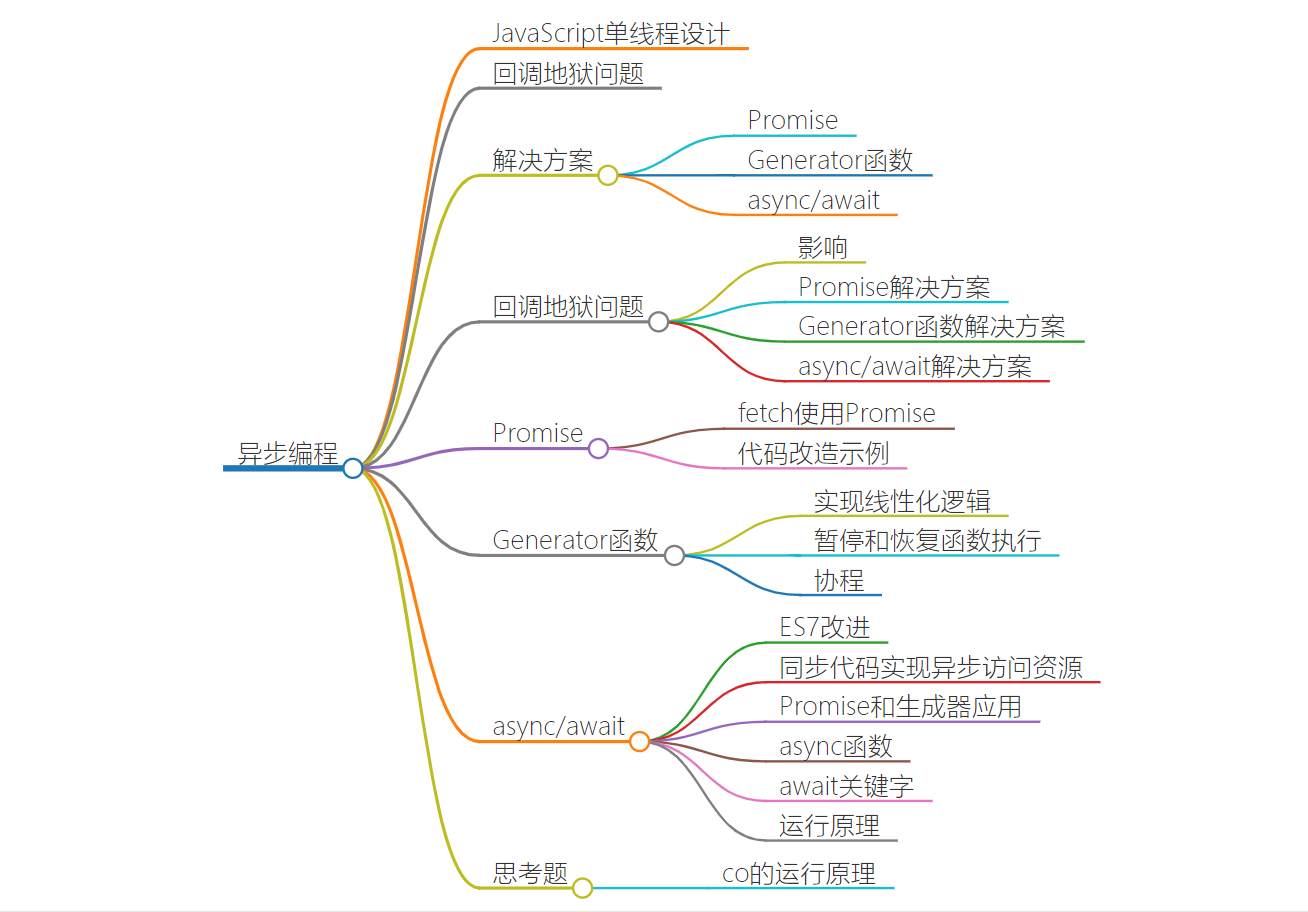 异步编程
JavaScript单线程设计
回调地狱问题
解决方案
Promise
Generator函数
async/await
回调地狱问题
影响
Promise解决方案
Generator函数解决方案
async/await解决方案
Promise
fetch使用Promise
代码改造示例
Generator函数
实现线性化逻辑
暂停和恢复函数执行
协程
async/await
ES7改进
同步代码实现异步访问资源
Promise和生成器应用
async函数
await关键字
运行原理
思考题
co的运行原理